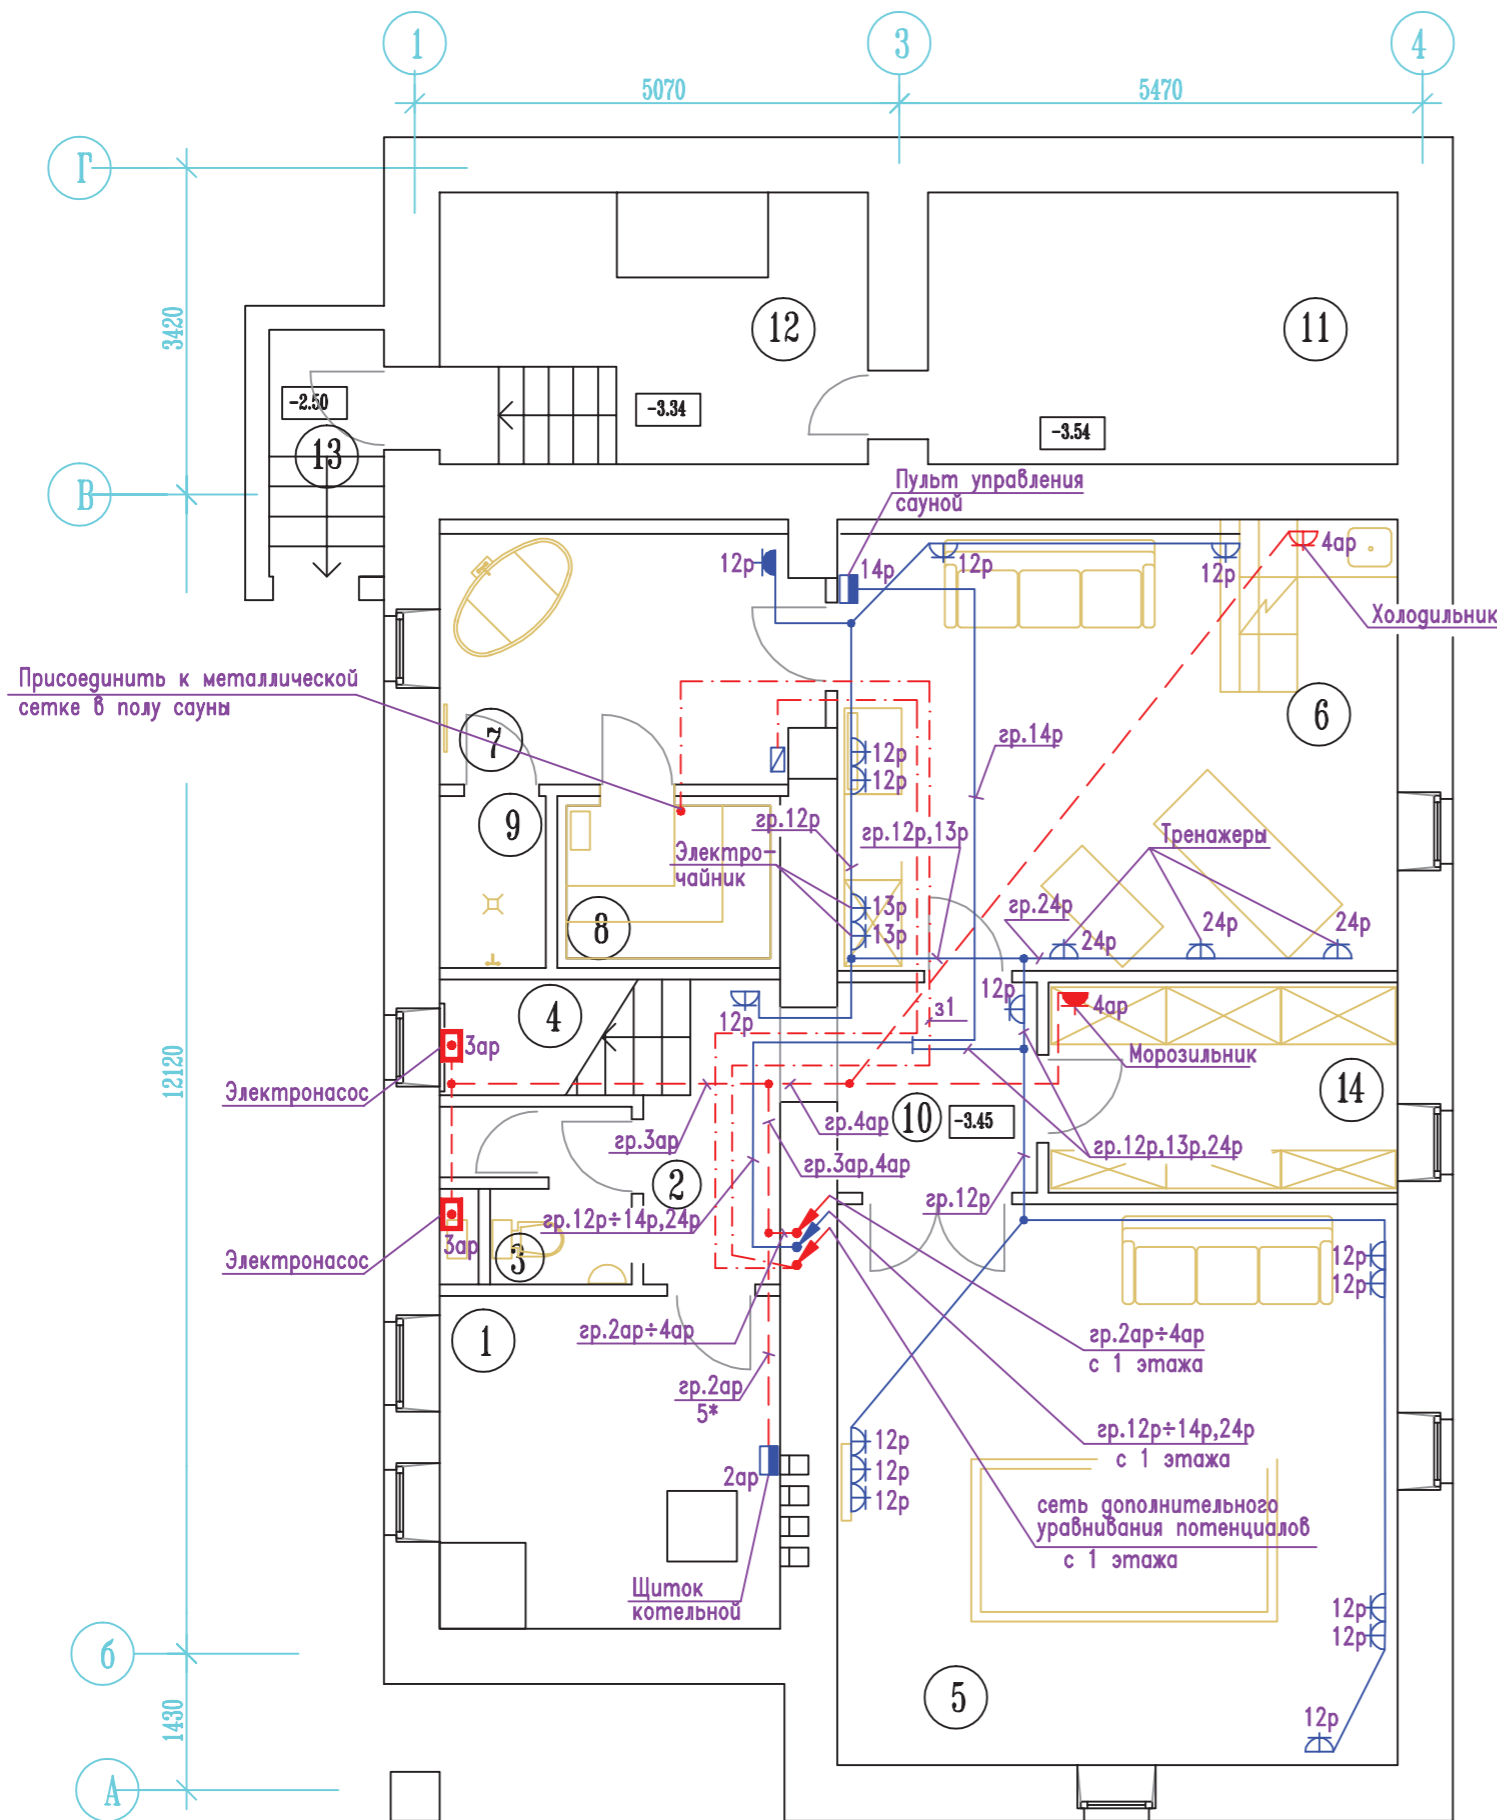 1
3
4
5070
5470
Г
3420
12
11
-2.50
-3.34
-3.54
13
В
Пульт управления
сауной
12р
14р
12р
12р
4ар
Холодильник
Присоединить к металлической
сетке в полу сауны
7
6
12р
12р
гр.14р
9
гр.12р
гр.12р,13р
Тренажеры
Электро-
чайник
8
13р
13р
гр.24р
24р
24р
24р
4
12р
з1
12р
4ар
3ар
Морозильник
12120
Электронасос
14
гр.3ар
гр.4ар
10
-3.45
гр.12р,13р,24р
гр.3ар,4ар
2
гр.12р
гр.12р÷14р,24р
3ар
3
Электронасос
12р
12р
1
гр.2ар÷4ар
гр.2ар÷4ар
с 1 этажа
гр.2ар
5*
гр.12р÷14р,24р
с 1 этажа
12р
12р
12р
2ар
сеть дополнительного
уравнивания потенциалов
с 1 этажа
Щиток
котельной
12р
12р
б
5
1430
12р
А